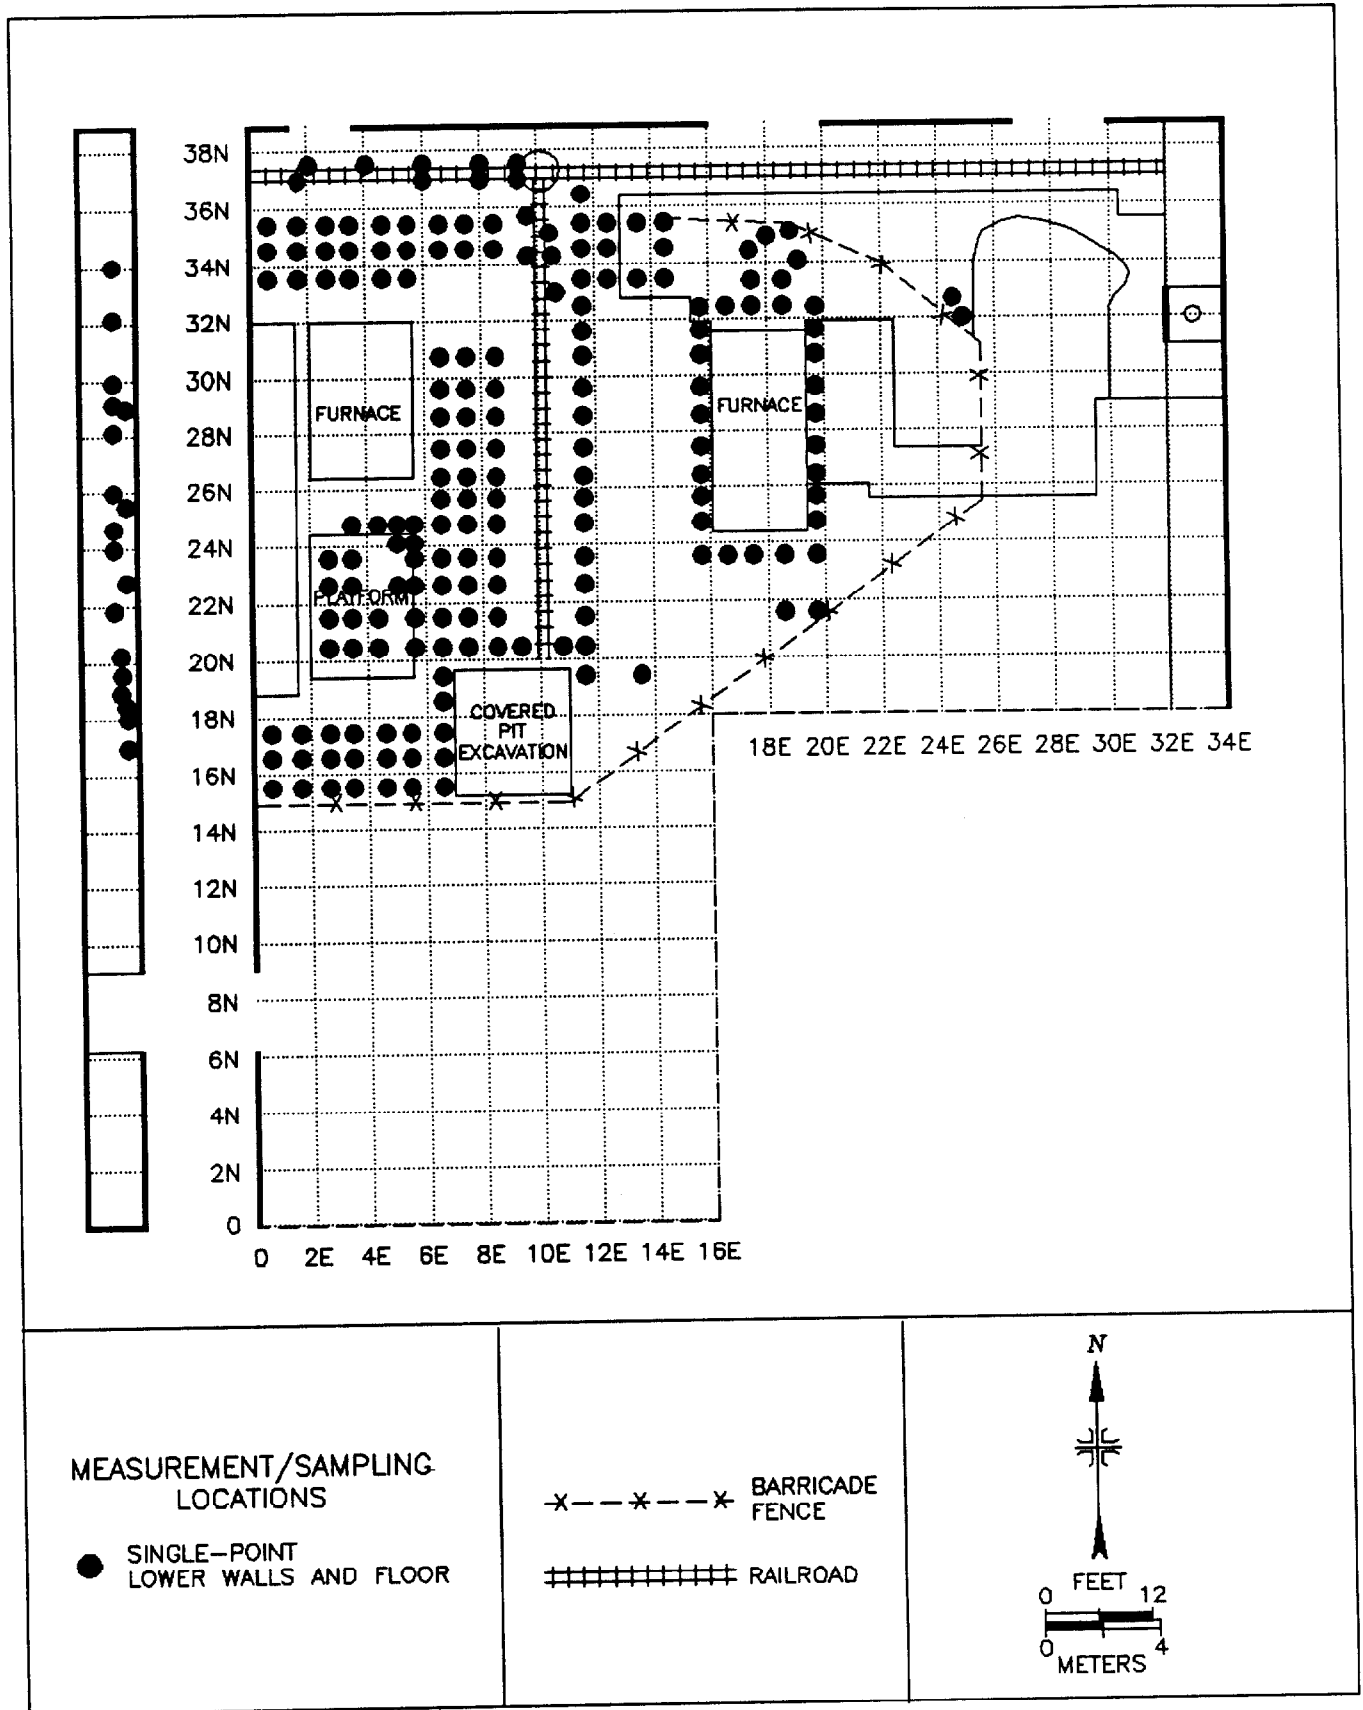 38N
36N
34N
32N
30N
28N
26N
24N
22N
20N
18N
16N
14N
12N
10N
8N
6N
4N
2N
0
FURNACE
FURNACE
PLATFORM
COVERED
PIT
EXCAVATION
18E 20E 22E 24E 26E 28E 30E 32E 34E
0 2E 4E 6E 8E 10E 12E 14E 16E
MEASUREMENT/SAMPLING
LOCATIONS
SINGLE-POINT
LOWER WALLS AND FLOOR
BARRICADE
FENCE
RAILROAD
N
FEET
0 12
0 4
METERS